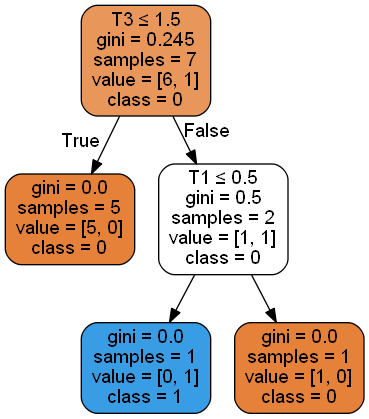 T3 ≤ 1.5
gini = 0.245
samples = 7
value = [6, 1]
class = 0
True
False
gini = 0.0
samples = 5
value = [5, 0]
class = 0
T1 ≤ 0.5
gini = 0.5
samples = 2
value = [1, 1]
class = 0
gini = 0.0
samples = 1
value = [0, 1]
class = 1
gini = 0.0
samples = 1
value = [1, 0]
class = 0